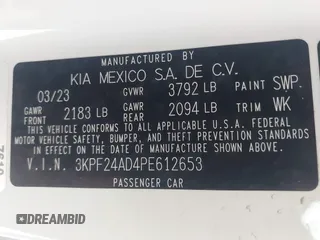 MANUFACTURED BY
KIA MEXICO S.A. DE C.V.
03/23 GVWR 3792 LB PAINT SWP.
GAWR FRONT 2183 LB GAWR REAR 2094 LB TRIM WK
THIS VEHICLE CONFORMS TO ALL APPLICABLE
U.S.A. FEDERAL MOTOR VEHICLE
SAFETY, BUMPER, AND THEFT PREVENTION STANDARDS
IN EFFECT ON THE DATE OF MANUFACTURE SHOWN ABOVE.
V.I.N. 3KPF24AD4PE612653
PASSENGER CAR
DREAMBID